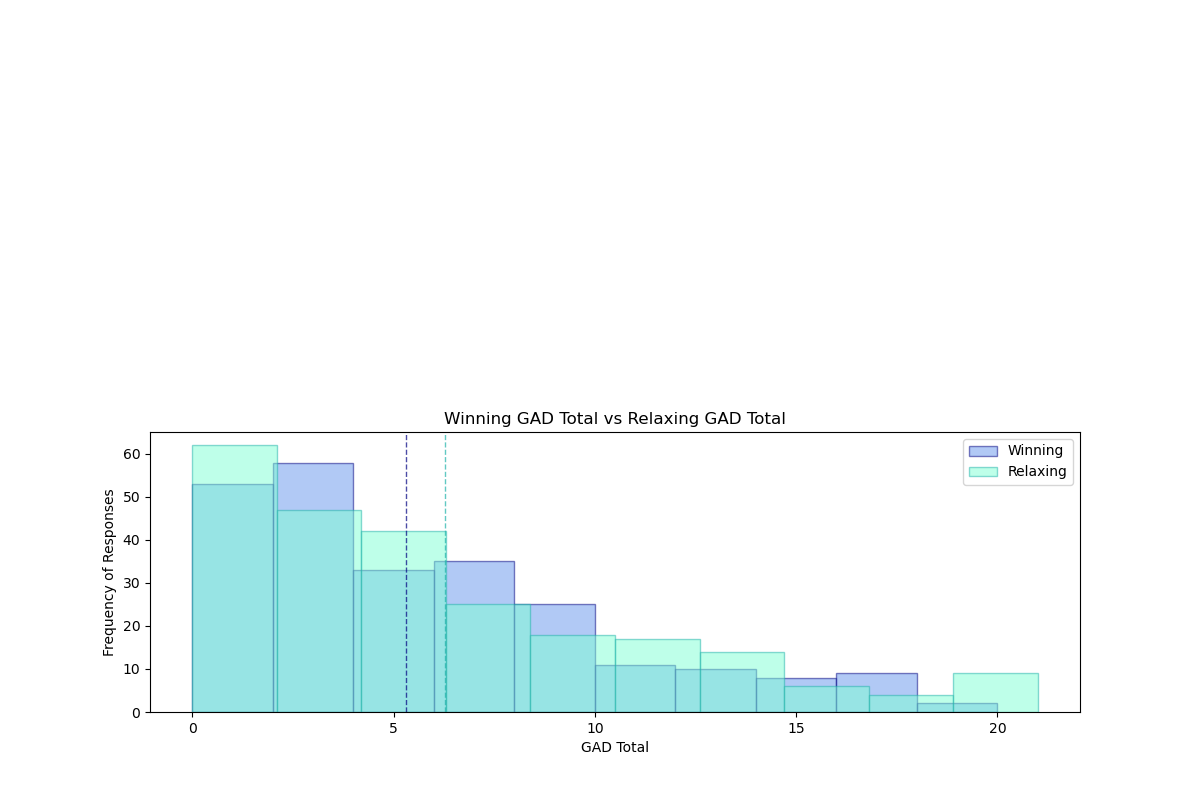 Winning GAD Total vs Relaxing GAD Total
Winning
Relaxing
60
50
40
30
20
10
0
Frequency of Responses
0 5 10 15 20
GAD Total